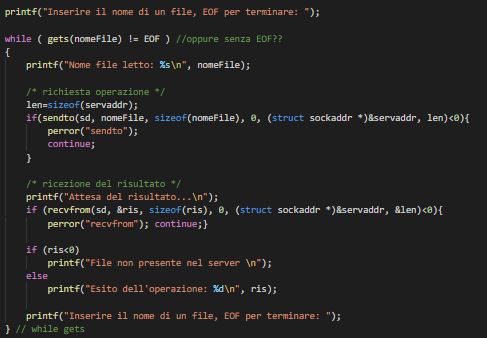 printf("Inserire il nome di un file, EOF per terminare: ");
while ( gets(nomeFile) != EOF ) //oppure senza EOF??
{
printf("Nome file letto: %s\n", nomeFile);
/* richiesta operazione */
len=sizeof(servaddr);
if(sendto(sd, nomeFile, sizeof(nomeFile), 0, (struct sockaddr *)&servaddr, len)<0){
perror("sendto");
continue;
}
/* ricezione del risultato */
printf("Attesa del risultato...\n");
if (recvfrom(sd, &ris, sizeof(ris), 0, (struct sockaddr *)&servaddr, &len)<0){
perror("recvfrom"); continue;}
if (ris<0)
printf("File non presente nel server \n");
else
printf("Esito dell'operazione: %d\n", ris);
printf("Inserire il nome di un file, EOF per terminare: ");
} // while gets